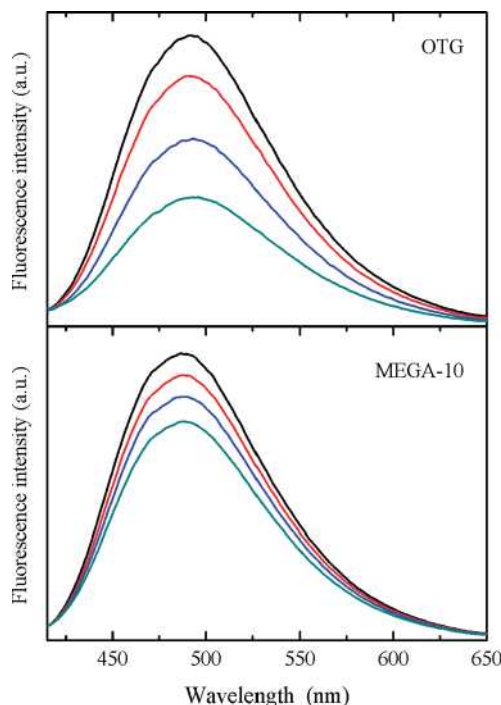 OTG
Fluorescence intensity (a.u.)
MEGA-10
Fluorescence intensity (a.u.)
450 500 550 600 650
Wavelength (nm)